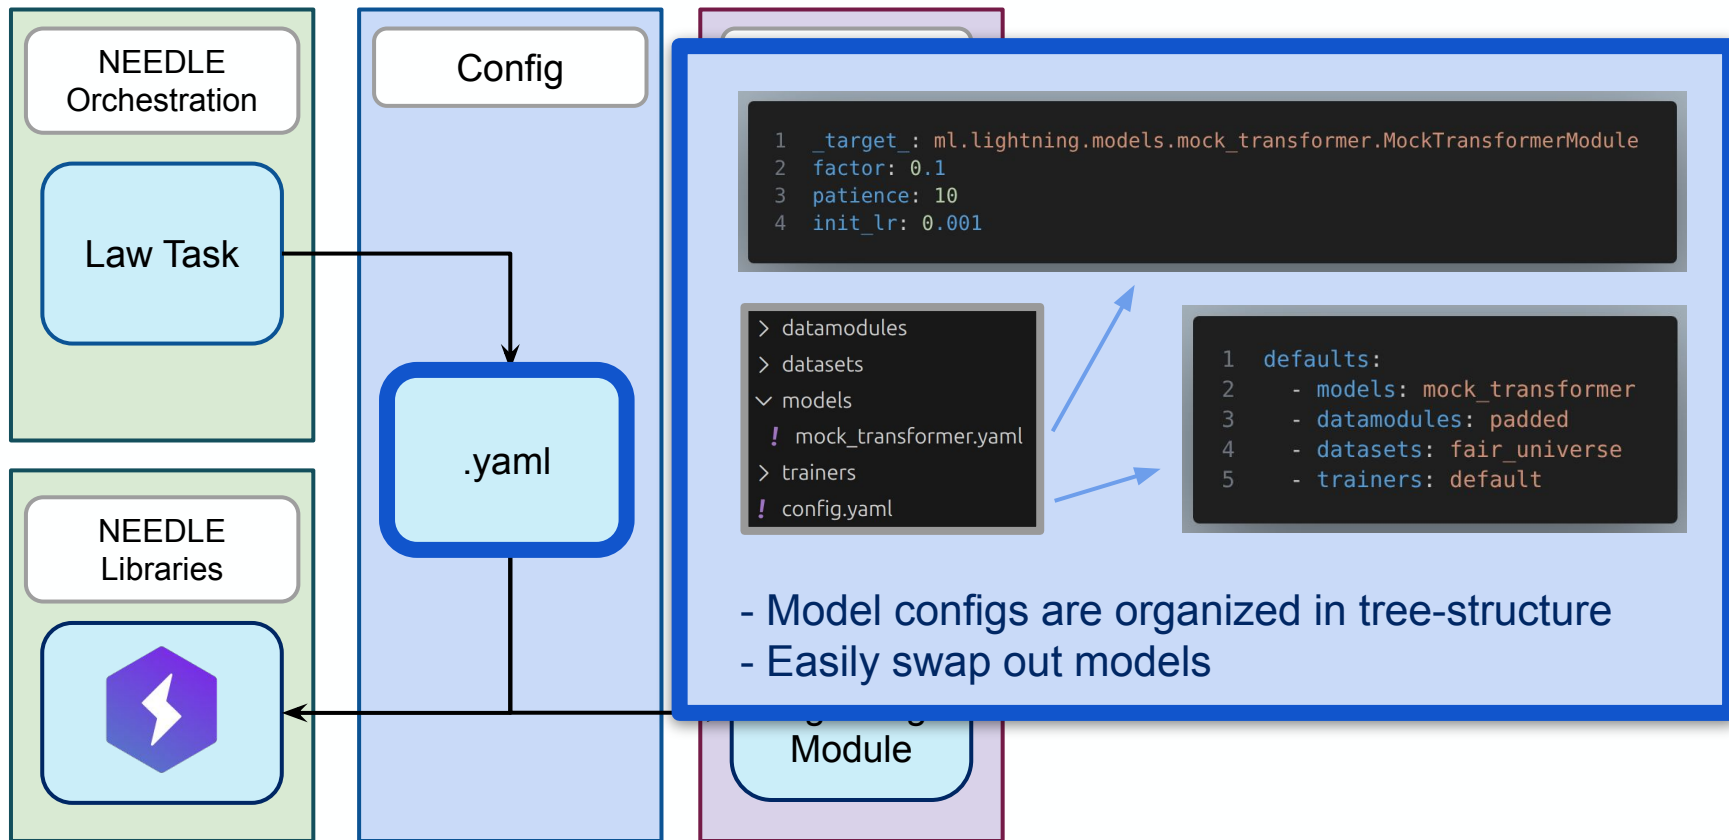 NEEDLE
Orchestration
Law Task
NEEDLE
Libraries
Config
.yaml
1 _target_: ml.lightning.models.mock_transformer.MockTransformerModule
2 factor: 0.1
3 patience: 10
4 init_lr: 0.001
> datamodules
> datasets
models
! mock_transformer.yaml
> trainers
! config.yaml
1 defaults:
2 - models: mock_transformer
3 - datamodules: padded
4 - datasets: fair_universe
5 - trainers: default
- Model configs are organized in tree-structure
- Easily swap out models
Module